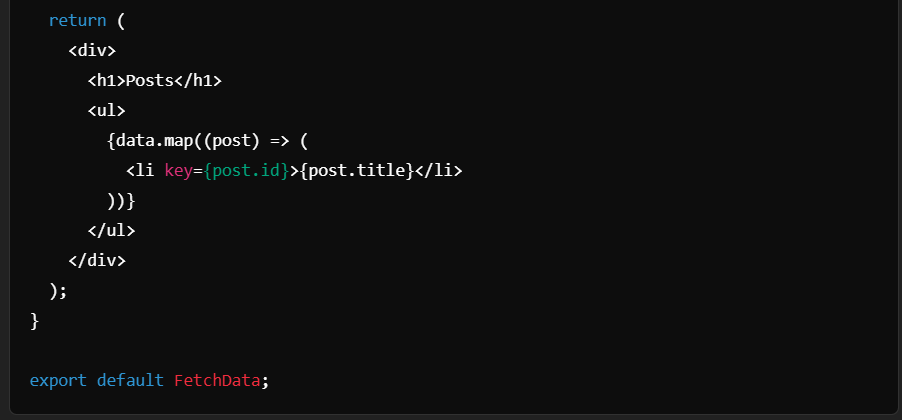 return (
<div>
<h1>Posts</h1>
<ul>
{data.map((post) => (
<li key={post.id}>{post.title}</li>
))}
</ul>
</div>
);
}
export default FetchData;